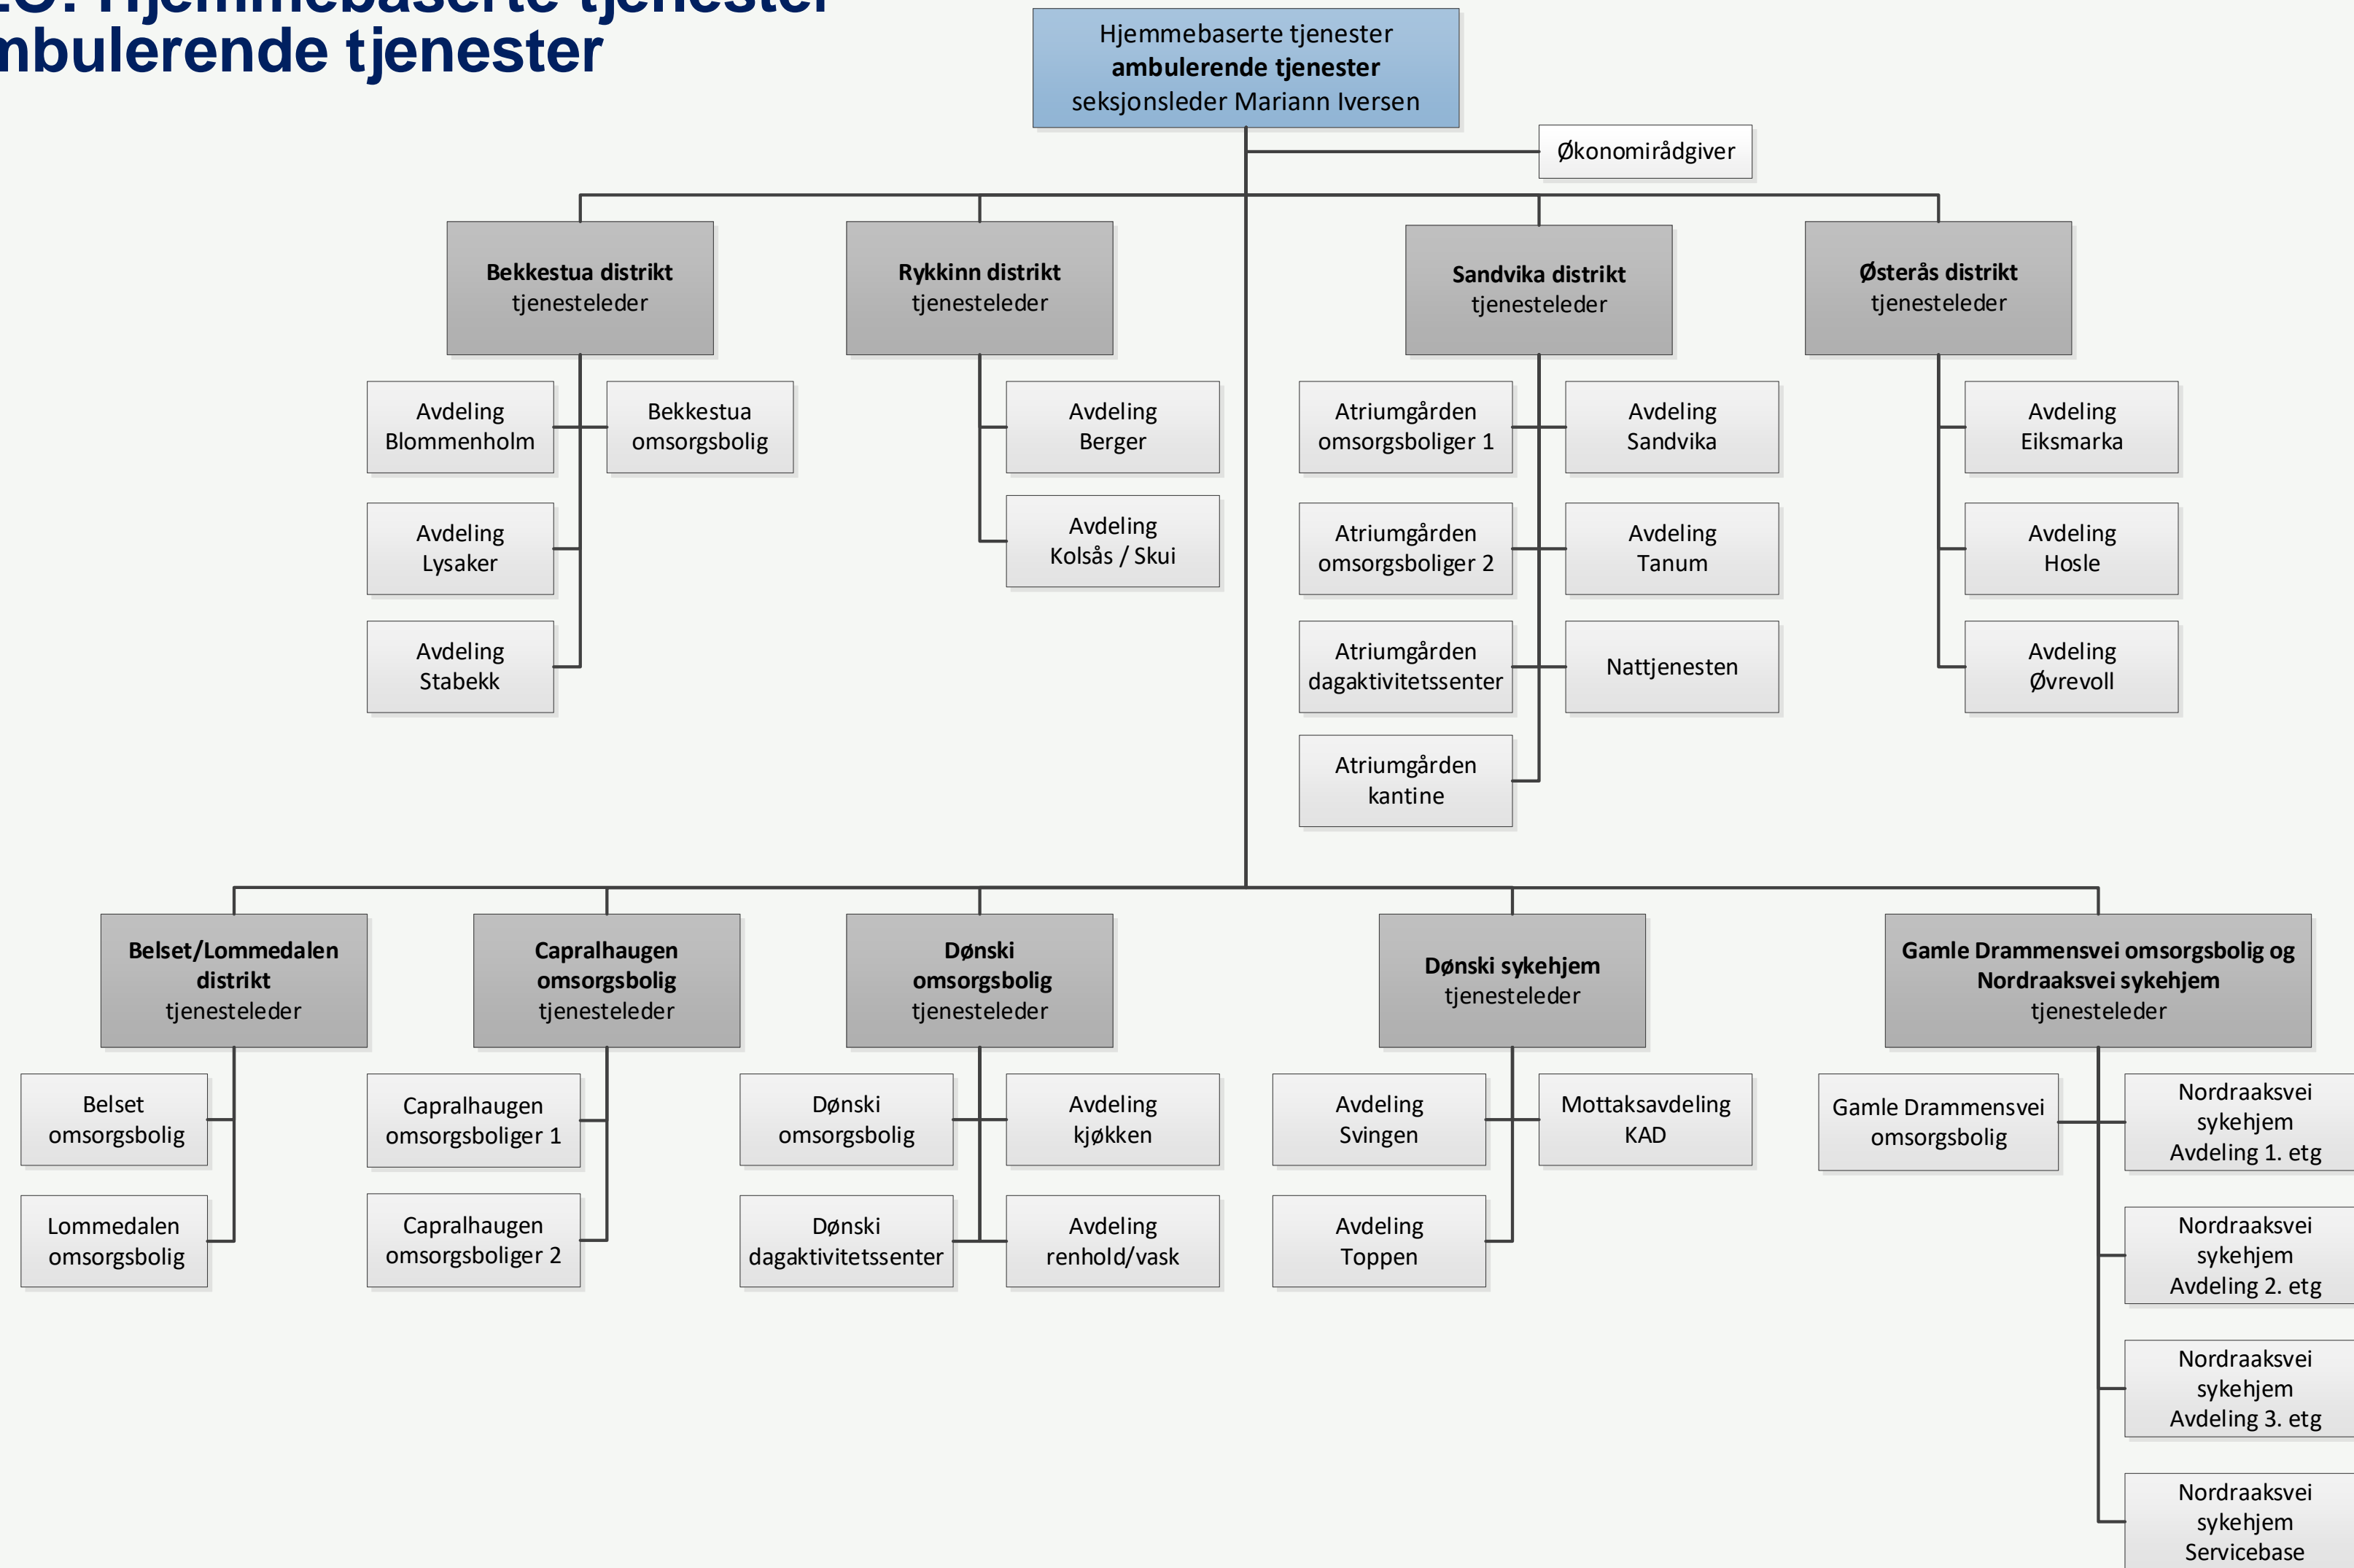 Hjemmebaserte tjenester
tjenester
Hjemmebaserte tjenester
ambulerende tjenester
seksjonsleder Mariann Iversen
Økonomirådgiver
Bekkestua distrikt
tjenesteleder
Rykkinn distrikt
tjenesteleder
Sandvika distrikt
tjenesteleder
Østerås distrikt
tjenesteleder
Avdeling
Blommenholm
Bekkestua
omsorgsbolig
Avdeling
Lysaker
Avdeling
Stabekk
Avdeling
Berger
Avdeling
Kolsås / Skui
Atriumgården
omsorgsboliger 1
Avdeling
Sandvika
Atriumgården
omsorgsboliger 2
Avdeling
Tanum
Atriumgården
dagaktivitetssenter
Nattjenesten
Atriumgården
kantine
Avdeling
Eiksmarka
Avdeling
Hosle
Avdeling
Øvrevoll
Belset/Lommedalen
distrikt
tjenesteleder
Capralhaugen
omsorgsbolig
tjenesteleder
Dønski
omsorgsbolig
tjenesteleder
Dønski sykehjem
tjenesteleder
Gamle Drammensvei omsorgsbolig og
Nordraaksvei sykehjem
tjenesteleder
Belset
omsorgsbolig
Lommedalen
omsorgsbolig
Capralhaugen
omsorgsboliger 1
Capralhaugen
omsorgsboliger 2
Dønski
omsorgsbolig
Avdeling
kjøkken
Dønski
dagaktivitetssenter
Avdeling
renhold/vask
Avdeling
Svingen
Mottaksavdeling
KAD
Avdeling
Toppen
Gamle Drammensvei
omsorgsbolig
Nordraaksvei
sykehjem
Avdeling 1. etg
Nordraaksvei
sykehjem
Avdeling 2. etg
Nordraaksvei
sykehjem
Avdeling 3. etg
Nordraaksvei
sykehjem
Servicebase